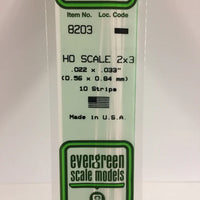 Item No. Loc. Code
8203
HO SCALE 2x3
.022 x .033"
(0.56 x 0.84 mm)
10 Strips
Made in U.S.A.
evergreen
scale models